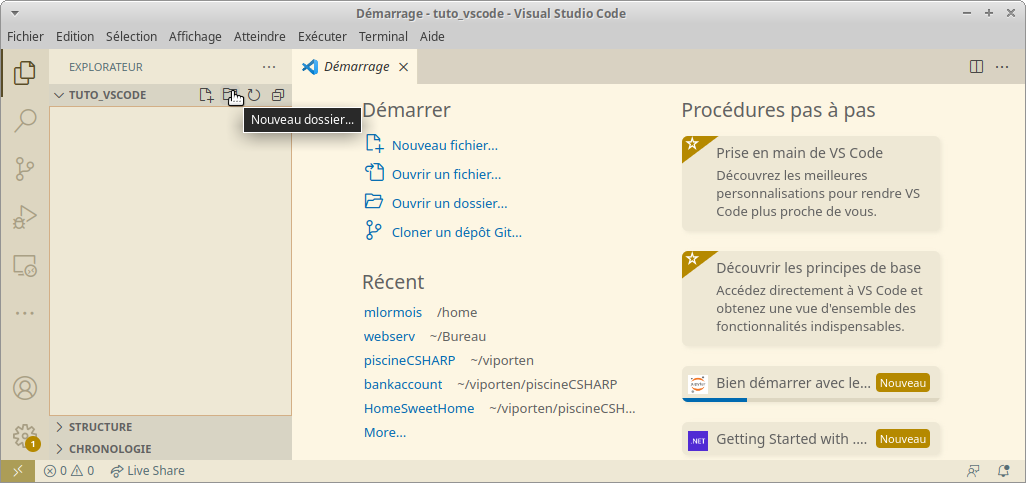 Démarrage - tuto_vscode - Visual Studio Code
Fichier Edition Sélection Affichage Atteindre Exécuter Terminal Aide
EXPLORATEUR
Démarrage
TUTO_VSCODE
Nouveau dossier...
Démarrer
Nouveau fichier...
Ouvrir un fichier...
Ouvrir un dossier...
Cloner un dépôt Git...
Récent
mlormois /home
webserv ~/Bureau
piscineCSHARP ~/viporten
bankaccount ~/viporten/piscineCSHARP
HomeSweetHome ~/viporten/piscineCSH...
More...
Procédures pas à pas
Prise en main de VS Code
Découvrez les meilleures
personnalisations pour rendre VS
Code plus proche de vous.
Découvrir les principes de base
Accédez directement à VS Code et
obtenez une vue d'ensemble des
fonctionnalités indispensables.
Bien démarrer avec le... Nouveau
.NET Getting Started with .... Nouveau
STRUCTURE
CHRONOLOGIE
1
0 0 Live Share